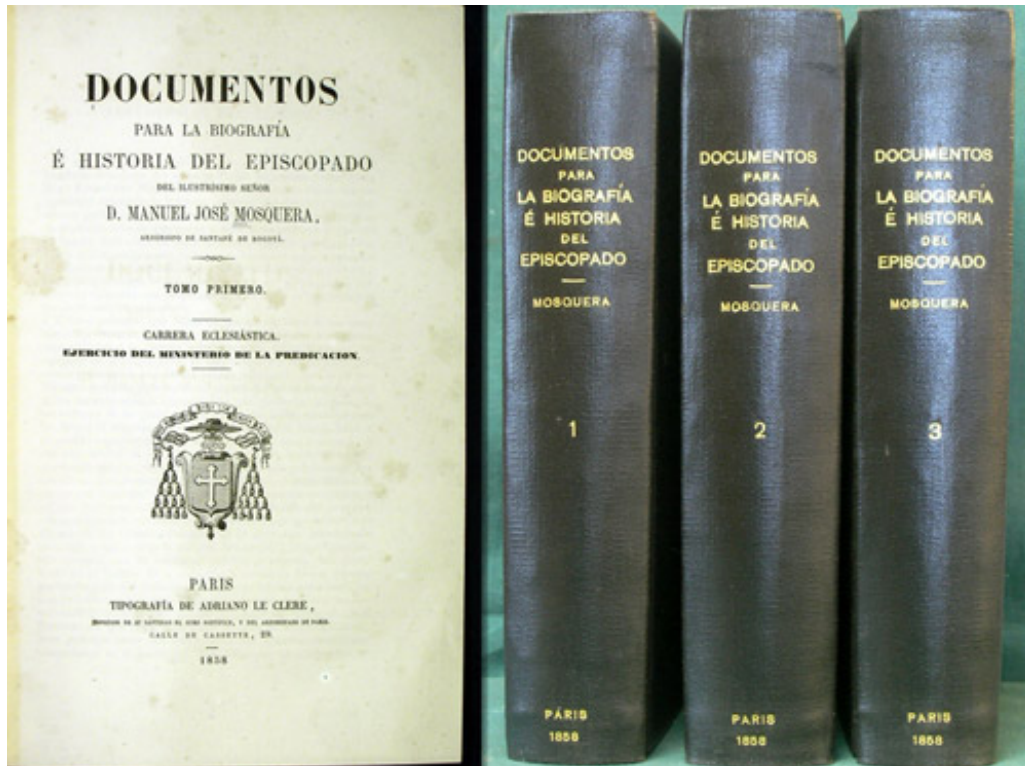 DOCUMENTOS
PARA LA BIOGRAFÍA
É HISTORIA DEL EPISCOPADO
DEL ILUSTRÍSIMO SEÑOR
D. MANUEL JOSÉ MOSQUERA,
ARZOBISPO DE SANTAFÉ DE BOGOTÁ.
TOMO PRIMERO.
CARRERA ECLESIÁSTICA.
EJERCICIO DEL MINISTERIO DE LA PREDICACION.
PARIS
TIPOGRAFÍA DE ADRIANO LE CLERE,
CALLE DE CASSETTE, 29.
1858
DOCUMENTOS
PARA
LA BIOGRAFÍA
É HISTORIA
DEL
EPISCOPADO
MOSQUERA
1
PÁRIS
1858
DOCUMENTOS
PARA
LA BIOGRAFÍA
É HISTORIA
DEL
EPISCOPADO
MOSQUERA
2
PARIS
1858
DOCUMENTOS
PARA
LA BIOGRAFÍA
É HISTORIA
DEL
EPISCOPADO
MOSQUERA
3
PARIS
1858